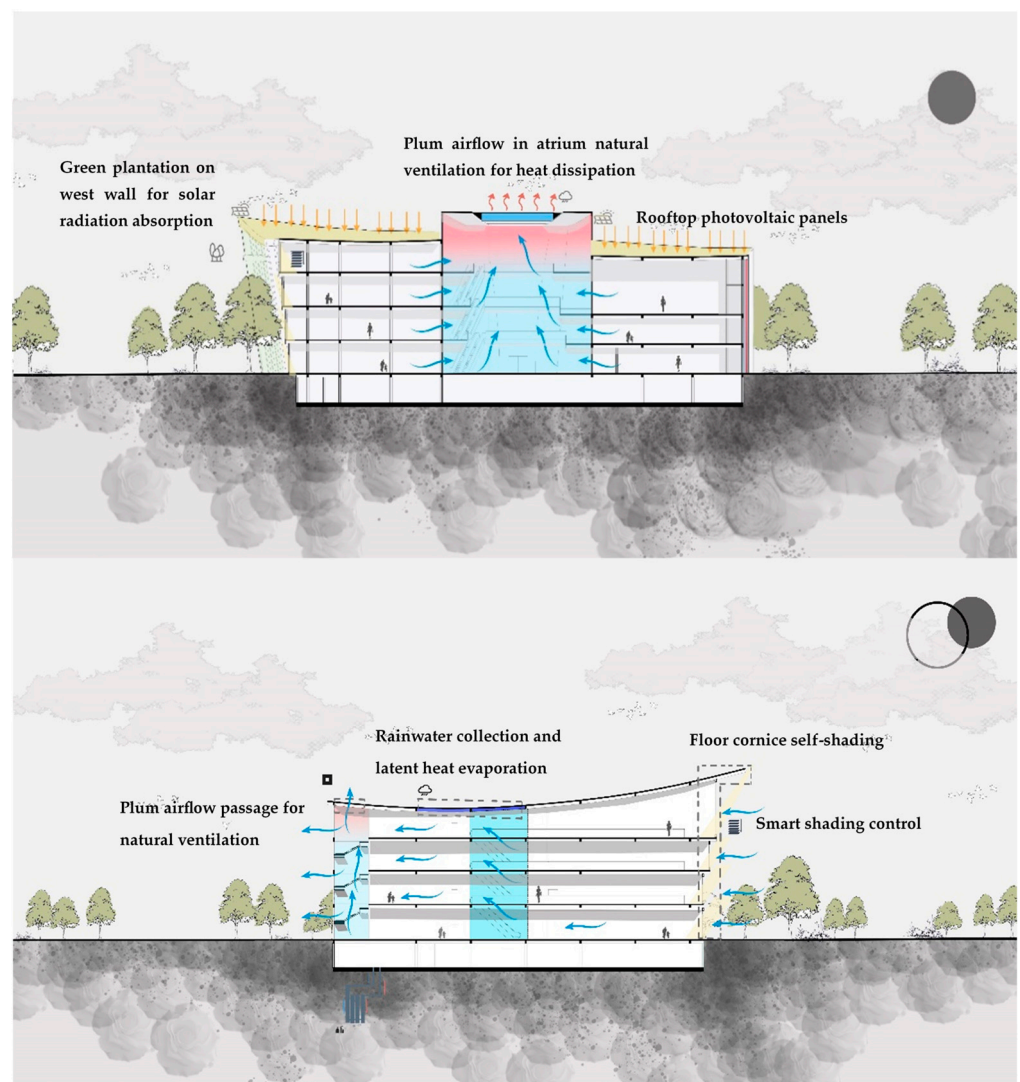 Plum airflow in atrium natural
ventilation for heat dissipation
Green plantation on
west wall for solar
radiation absorption
Rooftop photovoltaic panels
Rainwater collection and
latent heat evaporation
Floor cornice self-shading
Plum airflow passage for
natural ventilation
Smart shading control